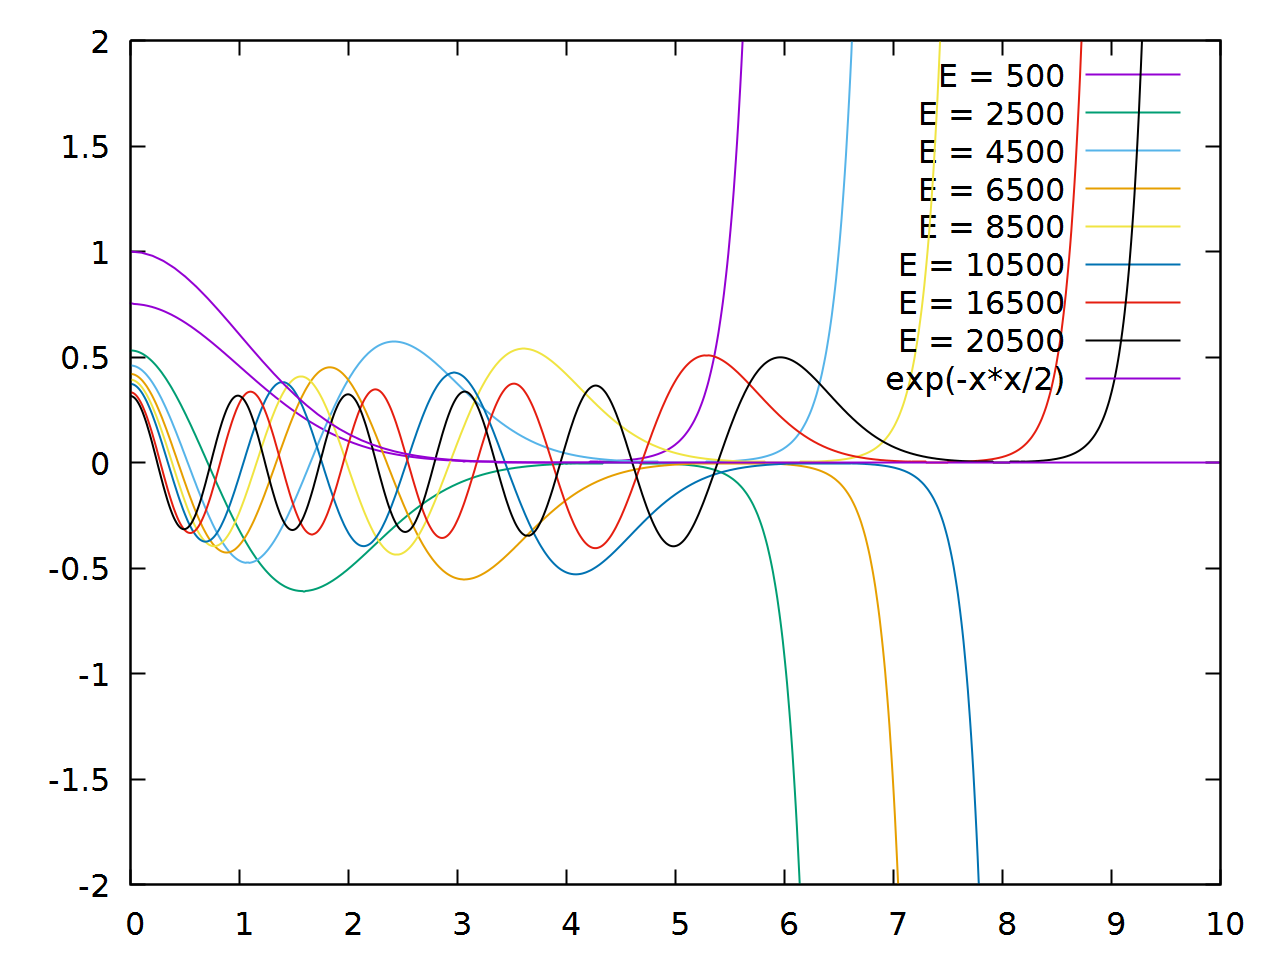 2
1.5
1
0.5
0
-0.5
-1
-1.5
-2
0 1 2 3 4 5 6 7 8 9 10
E = 500
E = 2500
E = 4500
E = 6500
E = 8500
E = 10500
E = 16500
E = 20500
exp(-x*x/2)